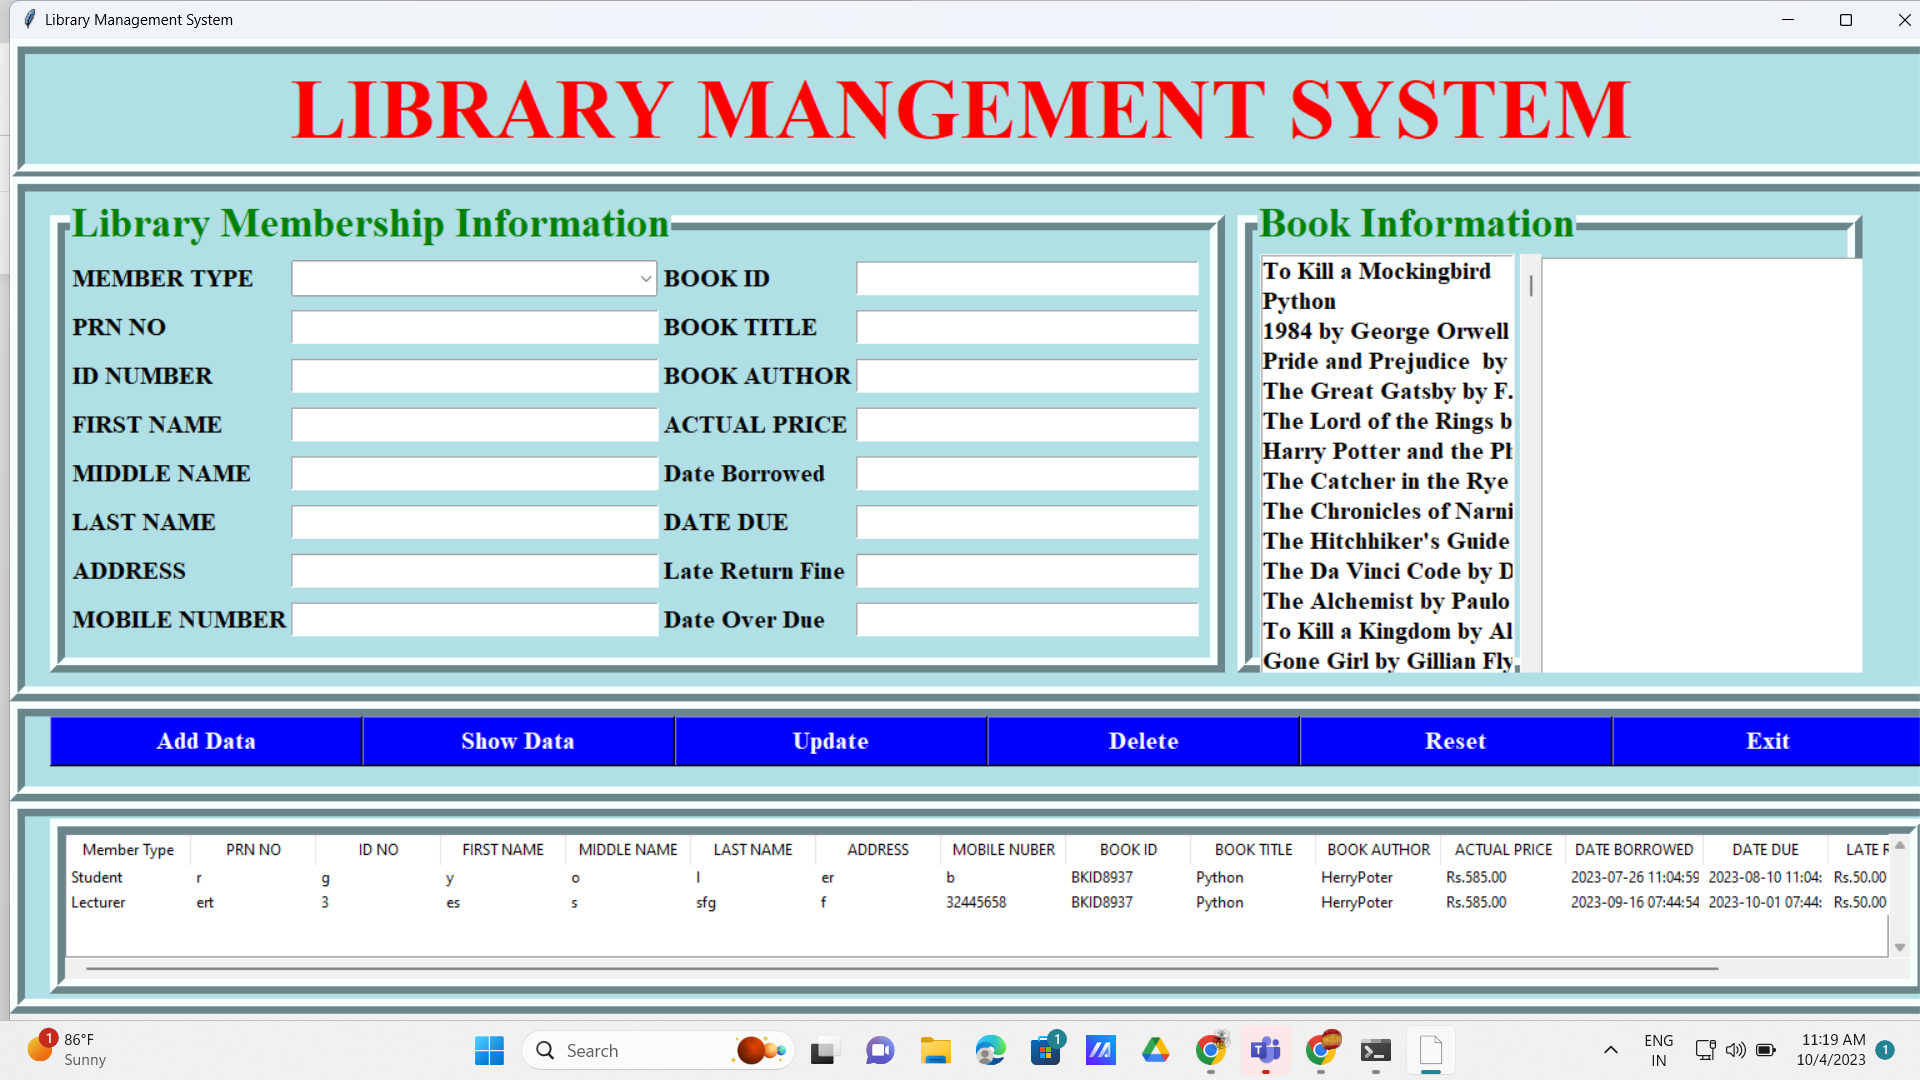 Library Management System
LIBRARY MANGEMENT SYSTEM
Library Membership Information
MEMBER TYPE
BOOK ID
PRN NO
BOOK TITLE
ID NUMBER
BOOK AUTHOR
FIRST NAME
ACTUAL PRICE
MIDDLE NAME
Date Borrowed
LAST NAME
DATE DUE
ADDRESS
Late Return Fine
MOBILE NUMBER
Date Over Due
Book Information
To Kill a Mockingbird
Python
1984 by George Orwell
Pride and Prejudice by
The Great Gatsby by F.
The Lord of the Rings b
Harry Potter and the Ph
The Catcher in the Rye
The Chronicles of Narni
The Hitchhiker's Guide
The Da Vinci Code by D
The Alchemist by Paulo
To Kill a Kingdom by Al
Gone Girl by Gillian Fly
Add Data Show Data Update Delete Reset Exit
Member Type PRN NO ID NO FIRST NAME MIDDLE NAME LAST NAME ADDRESS MOBILE NUBER BOOK ID BOOK TITLE BOOK AUTHOR ACTUAL PRICE DATE BORROWED DATE DUE LATE R
Student r g y o l er b BKID8937 Python HerryPoter Rs.585.00 2023-07-26 11:04:59 2023-08-10 11:04: Rs.50.00
Lecturer ert 3 es s sfg f 32445658 BKID8937 Python HerryPoter Rs.585.00 2023-09-16 07:44:54 2023-10-01 07:44: Rs.50.00
1
86°F
Sunny
Search
1
ENG
IN
11:19 AM
10/4/2023
1